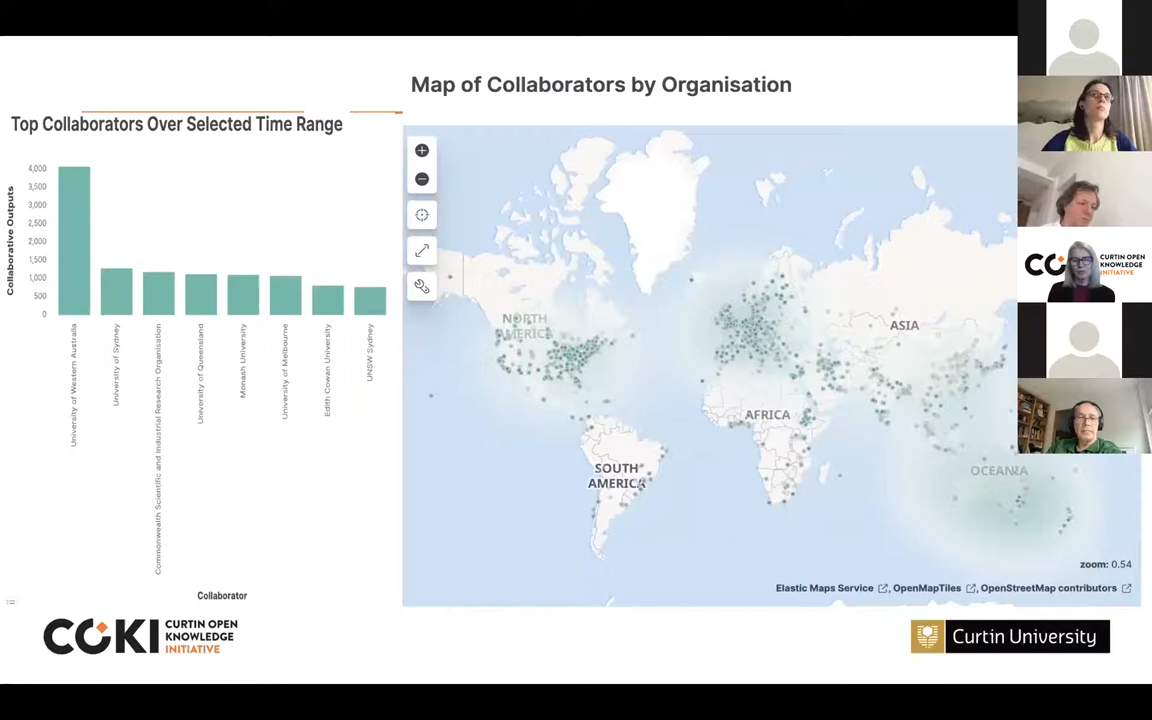 Map of Collaborators by Organisation
Top Collaborators Over Selected Time Range
Collaborative Outputs
4,000
3,500
3,000
2,500
2,000
1,500
1,000
500
0
University of Western Australia
University of Sydney
Commonwealth Scientific and Industrial Research Organisation
University of Queensland
Monash University
University of Melbourne
Edith Cowan University
UNSW Sydney
Collaborator
NORTH
AMERICA
SOUTH
AMERICA
AFRICA
ASIA
OCEANIA
zoom: 0.54
Elastic Maps Service , OpenMapTiles , OpenStreetMap contributors
COKI
CURTIN OPEN
KNOWLEDGE
INITIATIVE
Curtin University
CURTIN OPEN
KNOWLEDGE
INITIATIVE